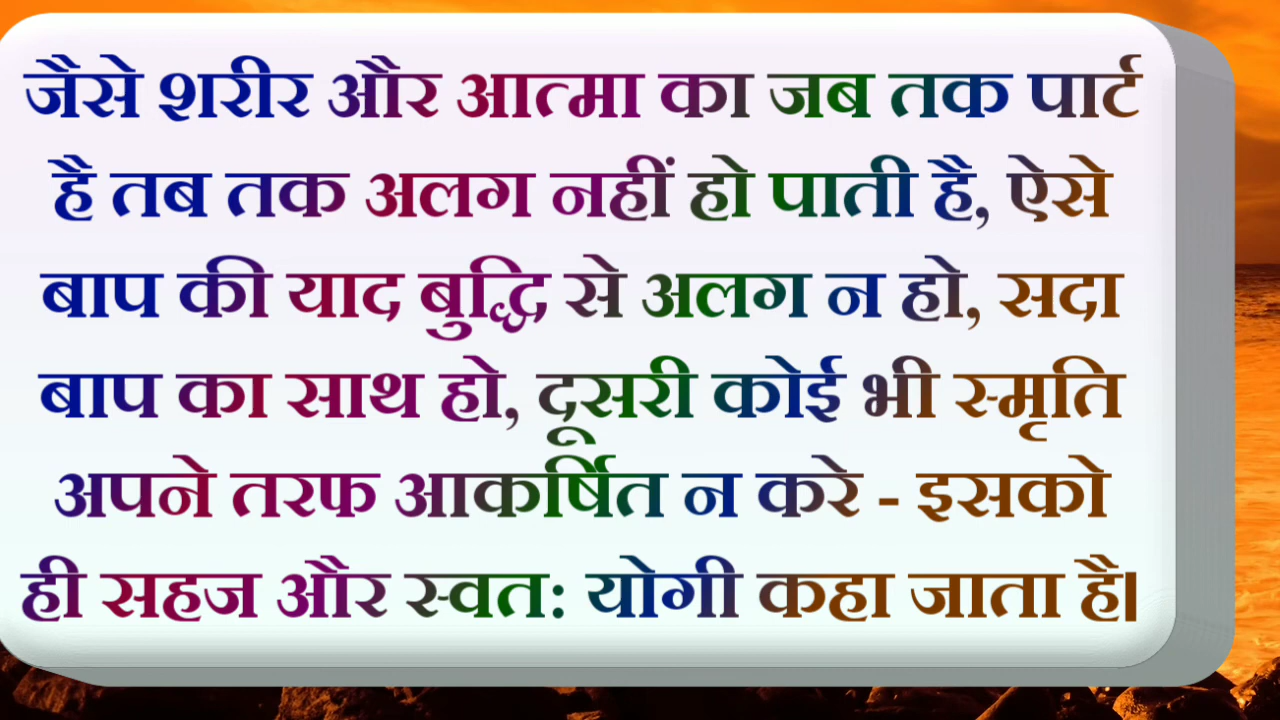 जैसे शरीर और आत्मा का जब तक पार्ट
है तब तक अलग नहीं हो पाती है, ऐसे
बाप की याद बुद्धि से अलग न हो, सदा
बाप का साथ हो, दूसरी कोई भी स्मृति
अपने तरफ आकर्षित न करे - इसको
ही सहज और स्वत: योगी कहा जाता है।